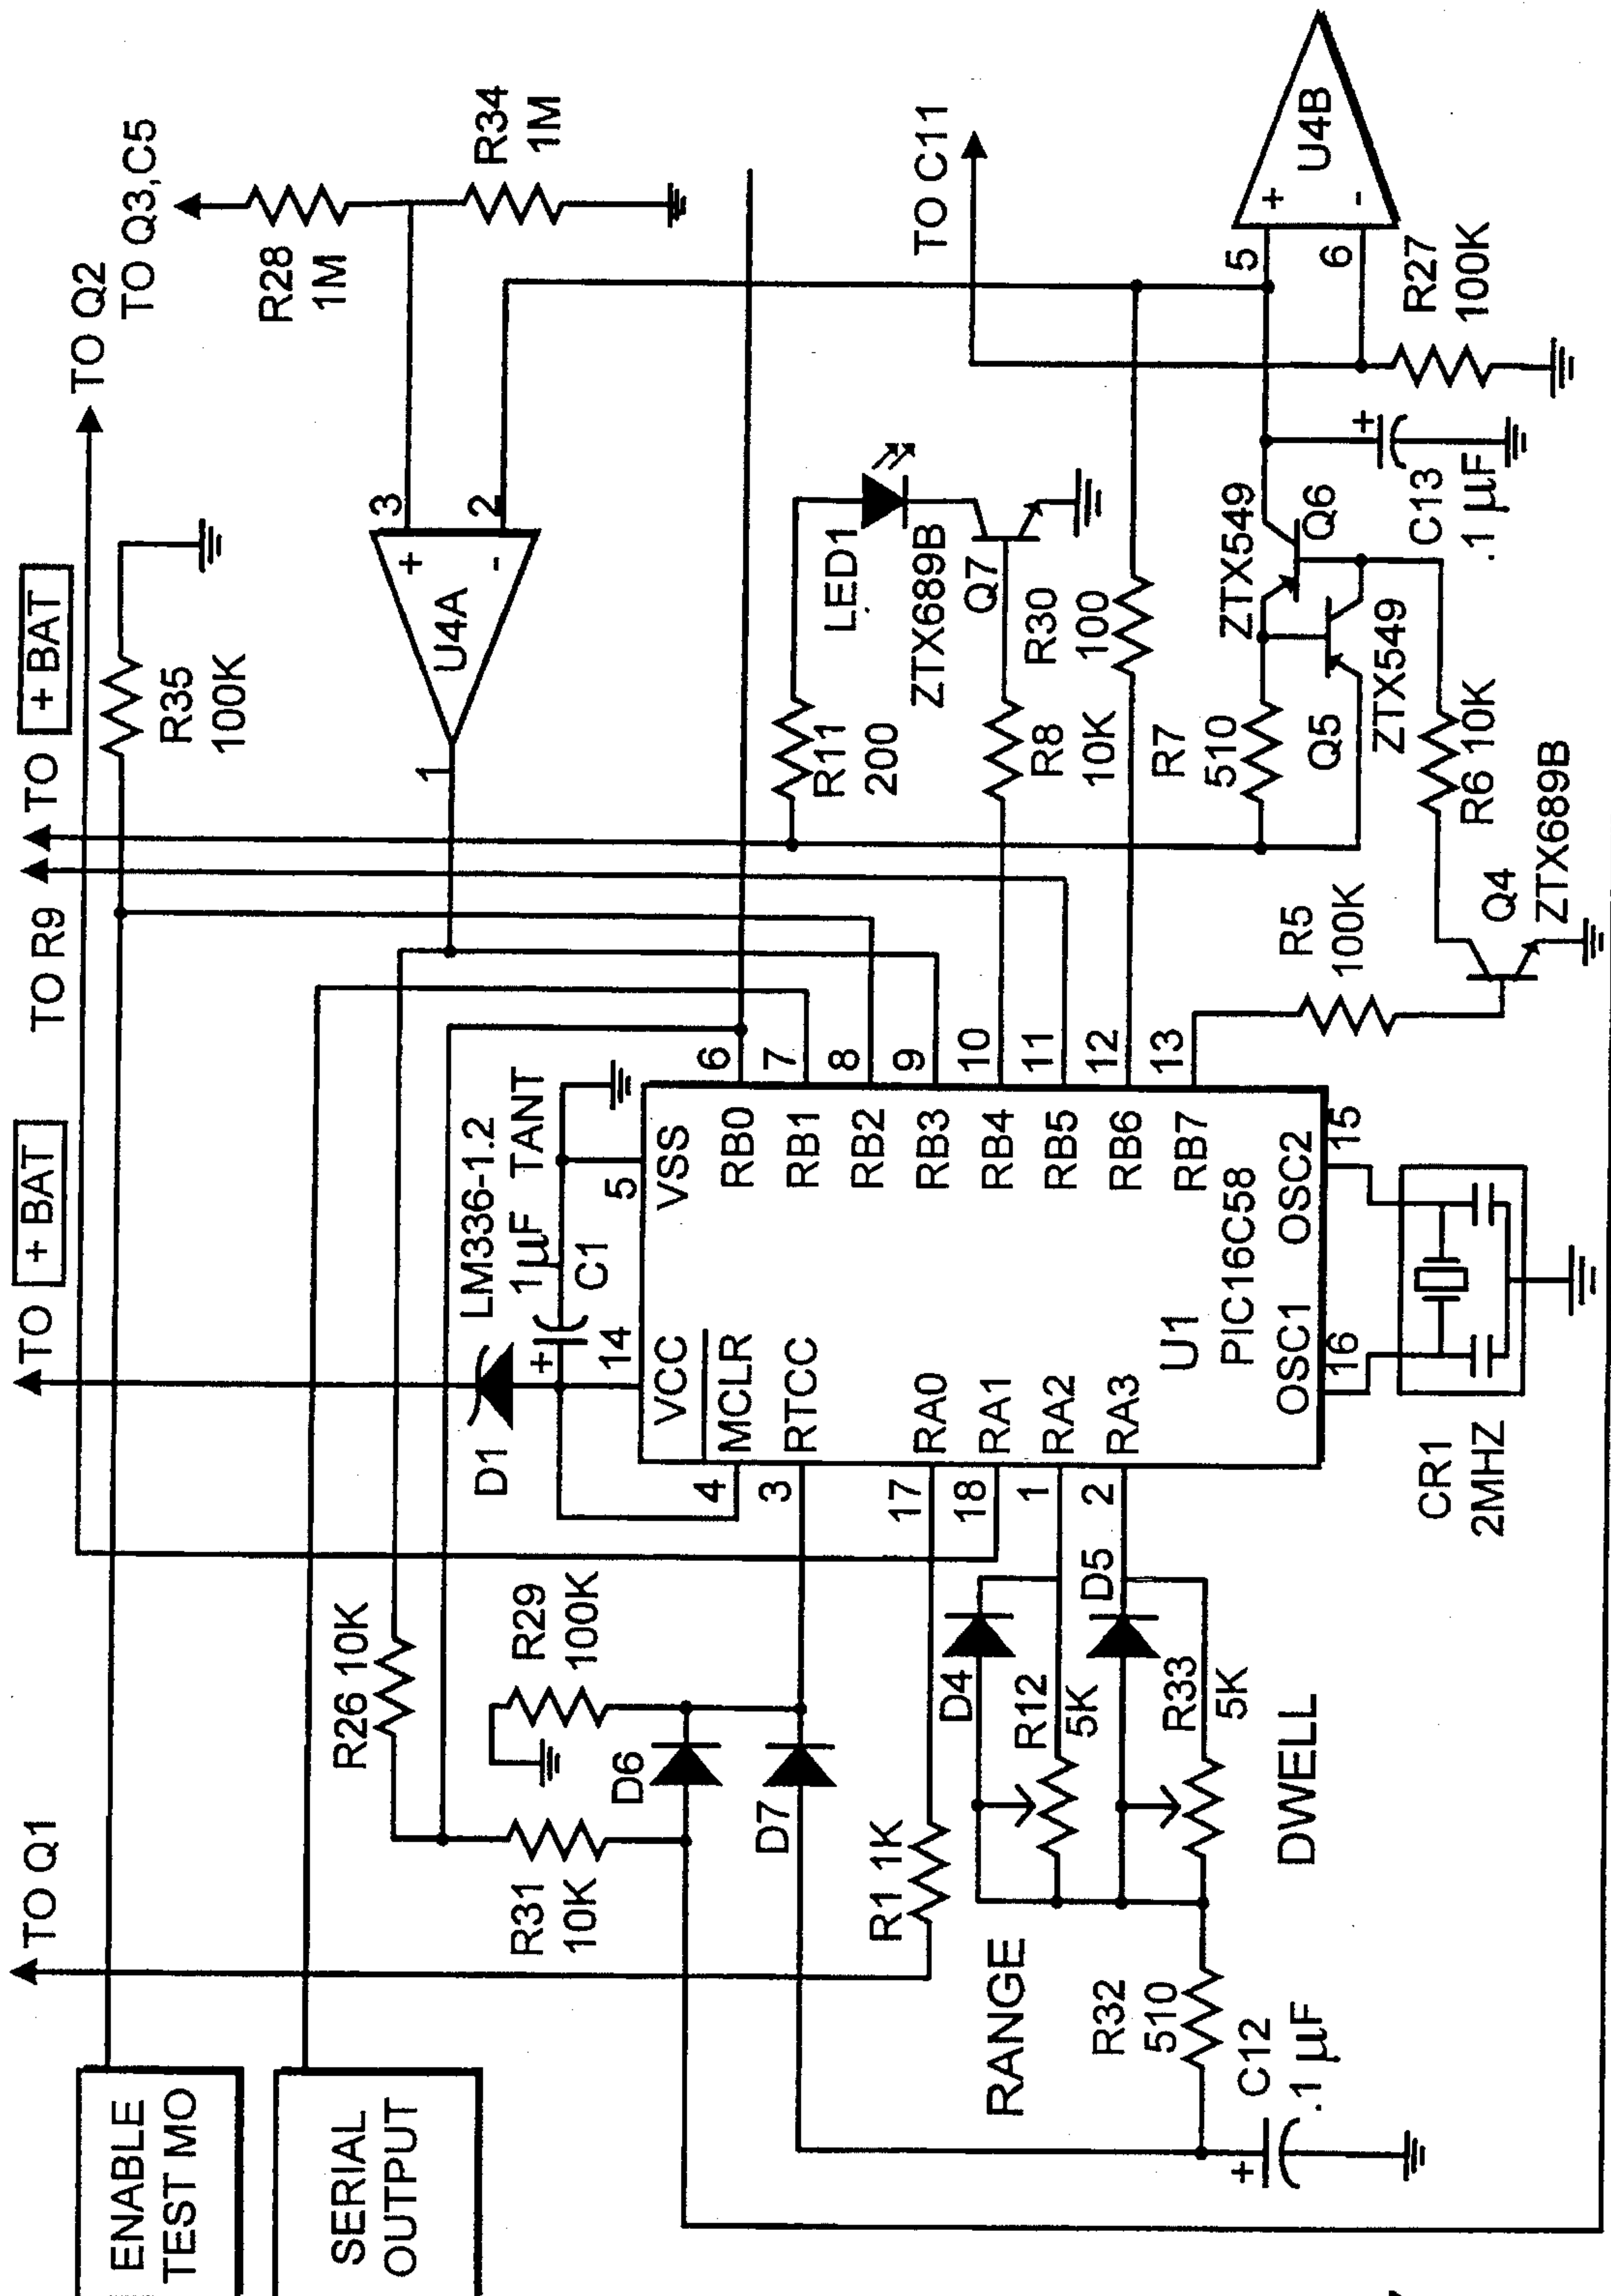 ENABLE
TEST MO
SERIAL
OUTPUT
TO Q1
TO + BAT
TO R9
TO + BAT
TO Q2
TO Q3,C5
R35
100K
R28
1M
R34
1M
3
2
+
-
U4A
1
R26 10K
R29
100K
R31
10K
D6
D7
D1
LM336-1.2
1µF TANT
C1
+
14
5
VCC
VSS
MCLR
RTCC
RA0
RA1
RA2
RA3
4
3
17
18
1
2
RB0
RB1
RB2
RB3
RB4
RB5
RB6
RB7
6
7
8
9
10
11
12
13
U1
PIC16C58
OSC1
OSC2
16
15
CR1
2MHZ
R1 1K
D4
R12
5K
D5
R33
5K
RANGE
DWELL
R32
510
C12
.1 µF
+
R11
200
LED1
ZTX689B
Q7
R8
10K
R30
100
R7
510
ZTX549
Q6
Q5
ZTX549
R6 10K
R5
100K
Q4
ZTX689B
C13
.1 µF
+
TO C11
5
6
+
-
U4B
R27
100K